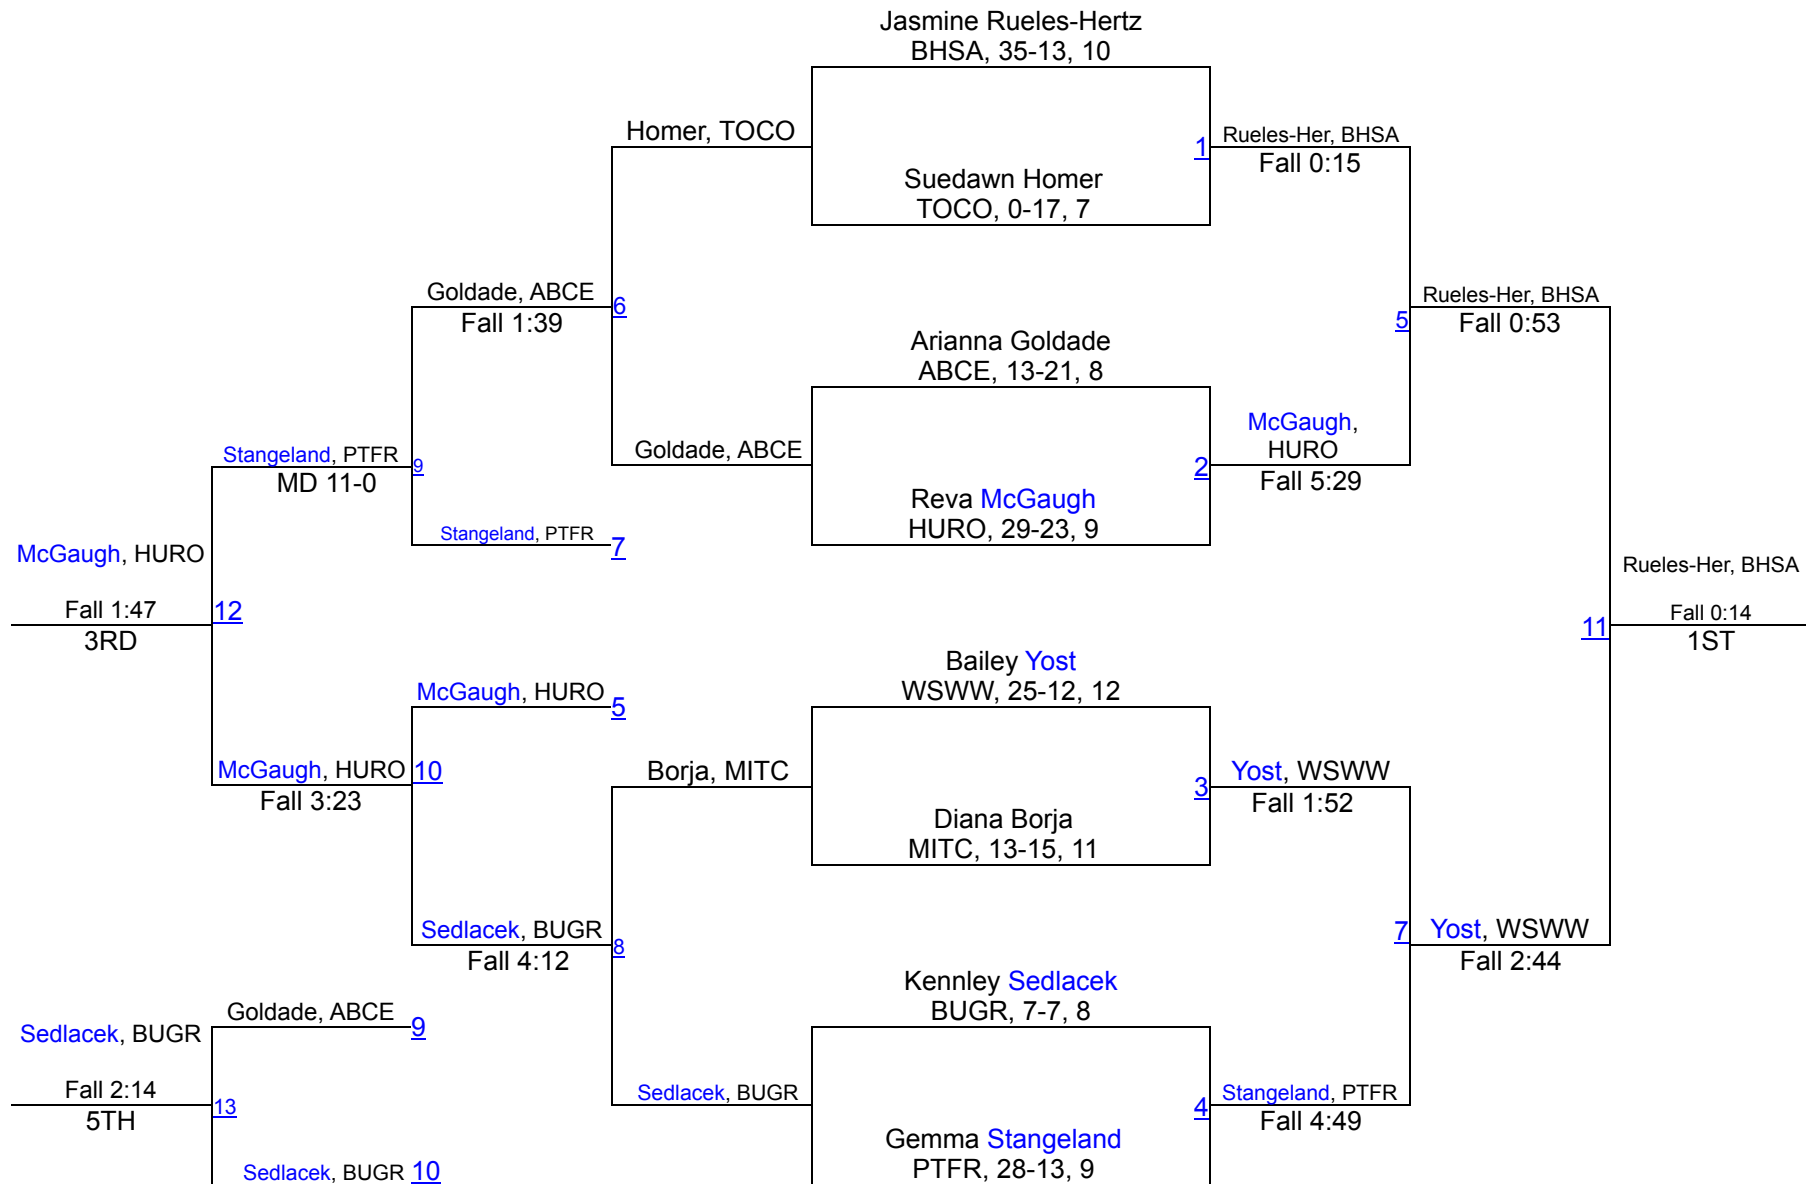 Jasmine Rueles-Hertz
BHSA, 35-13, 10
Homer, TOCO
1
Rueles-Her, BHSA
Fall 0:15
Suedawn Homer
TOCO, 0-17, 7
Goldade, ABCE
Fall 1:39
6
Rueles-Her, BHSA
Fall 0:53
5
Arianna Goldade
ABCE, 13-21, 8
McGaugh,
HURO
Fall 5:29
Goldade, ABCE
2
Stangeland, PTFR
MD 11-0
9
Reva McGaugh
HURO, 29-23, 9
Stangeland, PTFR
7
McGaugh, HURO
Fall 1:47
3RD
12
Rueles-Her, BHSA
Fall 0:14
1ST
11
Bailey Yost
WSWW, 25-12, 12
McGaugh, HURO
5
McGaugh, HURO
Fall 3:23
10
Borja, MITC
3
Yost, WSWW
Fall 1:52
Diana Borja
MITC, 13-15, 11
Sedlacek, BUGR
Fall 4:12
8
7
Yost, WSWW
Fall 2:44
Kennley Sedlacek
BUGR, 7-7, 8
Goldade, ABCE
9
Sedlacek, BUGR
Fall 2:14
5TH
13
Sedlacek, BUGR
4
Stangeland, PTFR
Fall 4:49
Gemma Stangeland
PTFR, 28-13, 9
Sedlacek, BUGR
10